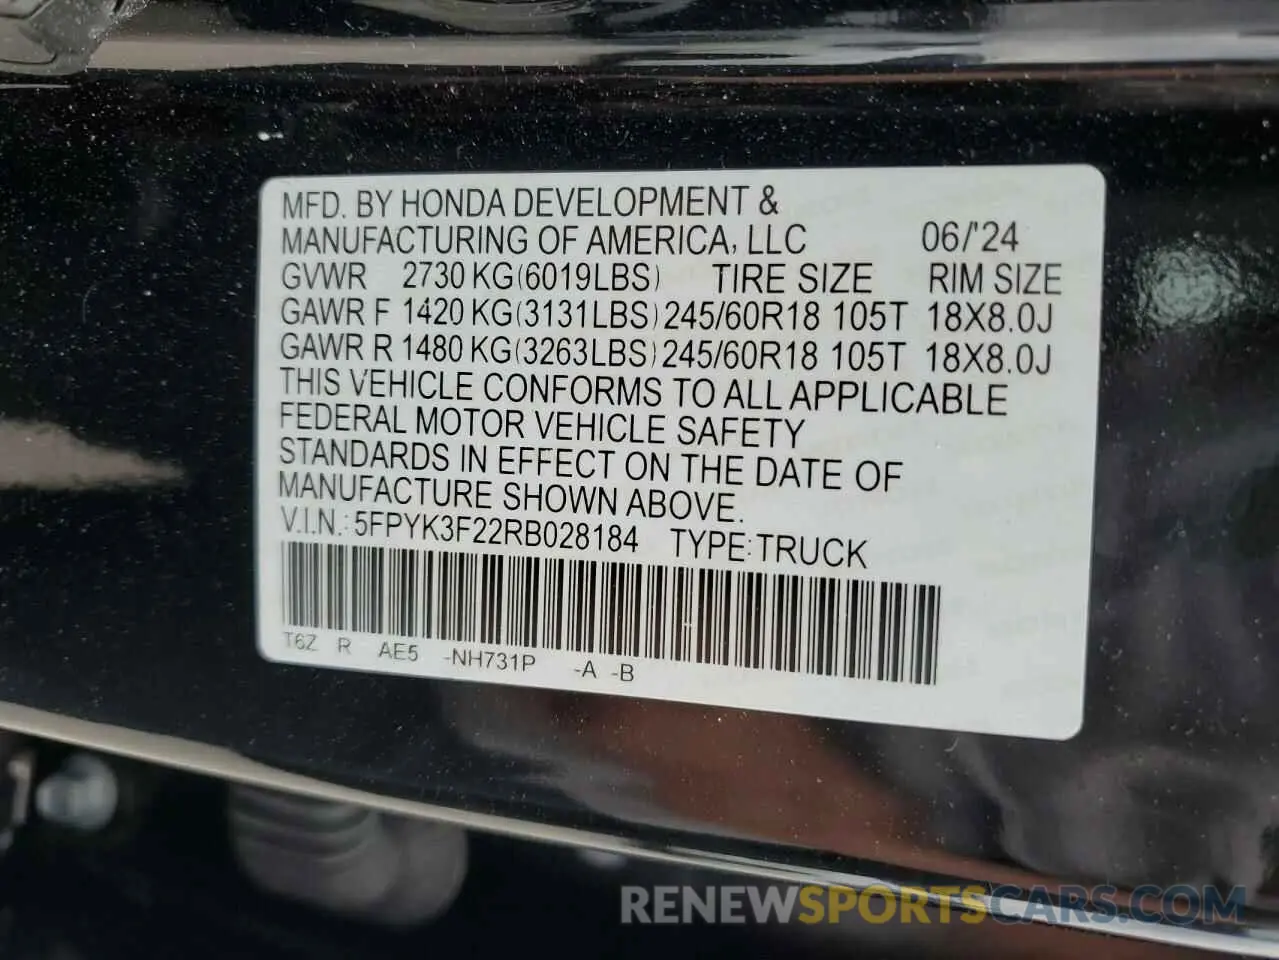 MFD. BY HONDA DEVELOPMENT &
MANUFACTURING OF AMERICA, LLC 06/'24
GVWR 2730 KG(6019LBS) TIRE SIZE RIM SIZE
GAWR F 1420 KG(3131LBS) 245/60R18 105T 18X8.0J
GAWR R 1480 KG(3263LBS) 245/60R18 105T 18X8.0J
THIS VEHICLE CONFORMS TO ALL APPLICABLE
FEDERAL MOTOR VEHICLE SAFETY
STANDARDS IN EFFECT ON THE DATE OF
MANUFACTURE SHOWN ABOVE.
V.I.N.: 5FPYK3F22RB028184 TYPE:TRUCK
T6Z R AE5 -NH731P -A -B
RENEWSPORTSCARS.COM